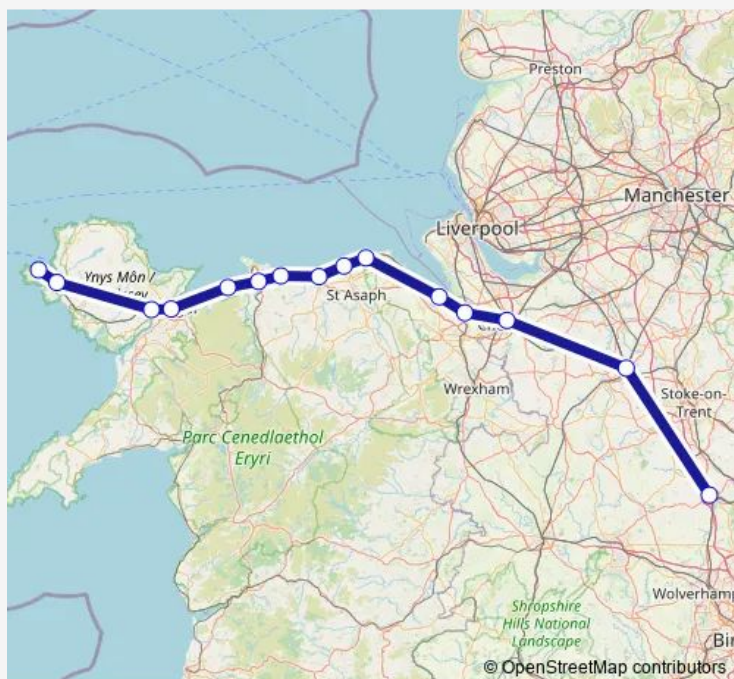 Preston
Manchester
Liverpool
Ynys Môn /
St Asaph
Wrexham
Stoke-on-
Trent
Parc Cenedlaethol
Eryri
Wolverhamp
Shropshire
Hills National
Landscape
Bir
© OpenStreetMap contributors